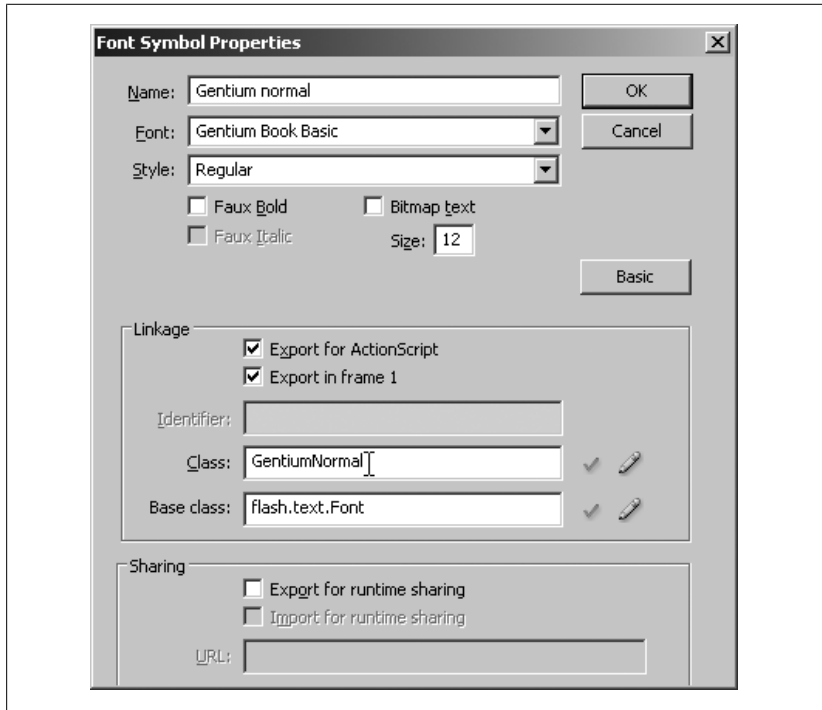 Font Symbol Properties
Name: Gentium normal
OK
Font: Gentium Book Basic
Cancel
Style: Regular
Faux Bold
Bitmap text
Faux Italic
Size: 12
Basic
Linkage
Export for ActionScript
Export in frame 1
Identifier:
Class: GentiumNormal
Base class: flash.text.Font
Sharing
Export for runtime sharing
Import for runtime sharing
URL: